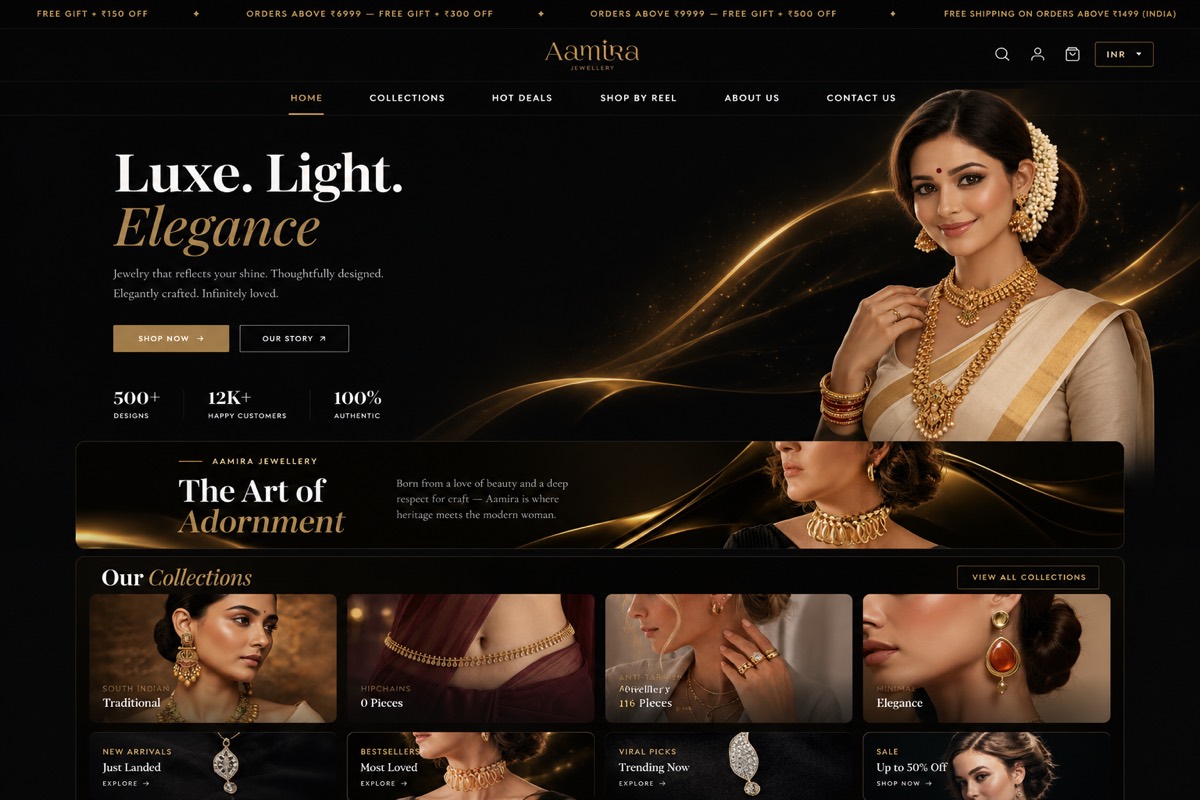 FREE GIFT + ₹150 OFF ✦ ORDERS ABOVE ₹6999 — FREE GIFT + ₹300 OFF ✦ ORDERS ABOVE ₹9999 — FREE GIFT + ₹500 OFF ✦ FREE SHIPPING ON ORDERS ABOVE ₹1499 (INDIA)
Aamira
JEWELLERY
INR
HOME COLLECTIONS HOT DEALS SHOP BY REEL ABOUT US CONTACT US
Luxe. Light.
Elegance
Jewelry that reflects your shine. Thoughtfully designed.
Elegantly crafted. Infinitely loved.
SHOP NOW → OUR STORY ↗
500+ 12K+ 100%
DESIGNS HAPPY CUSTOMERS AUTHENTIC
AAMIRA JEWELLERY
The Art of
Adornment
Born from a love of beauty and a deep
respect for craft — Aamira is where
heritage meets the modern woman.
Our Collections
VIEW ALL COLLECTIONS
SOUTH INDIAN
Traditional
HIPCHAINS
0 Pieces
116 Pieces
MINIMAL
Elegance
NEW ARRIVALS
Just Landed
EXPLORE →
BESTSELLERS
Most Loved
EXPLORE →
VIRAL PICKS
Trending Now
EXPLORE →
SALE
Up to 50% Off
SHOP NOW →